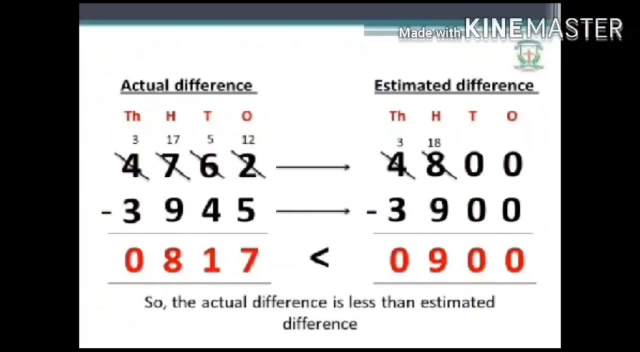 Made with KINEMASTER
Actual difference Estimated difference
Th H T O Th H T O
3 17 5 12 3 18
4 7 6 2 4 8 0 0
- 3 9 4 5 - 3 9 0 0
0 8 1 7 < 0 9 0 0
So, the actual difference is less than estimated
difference